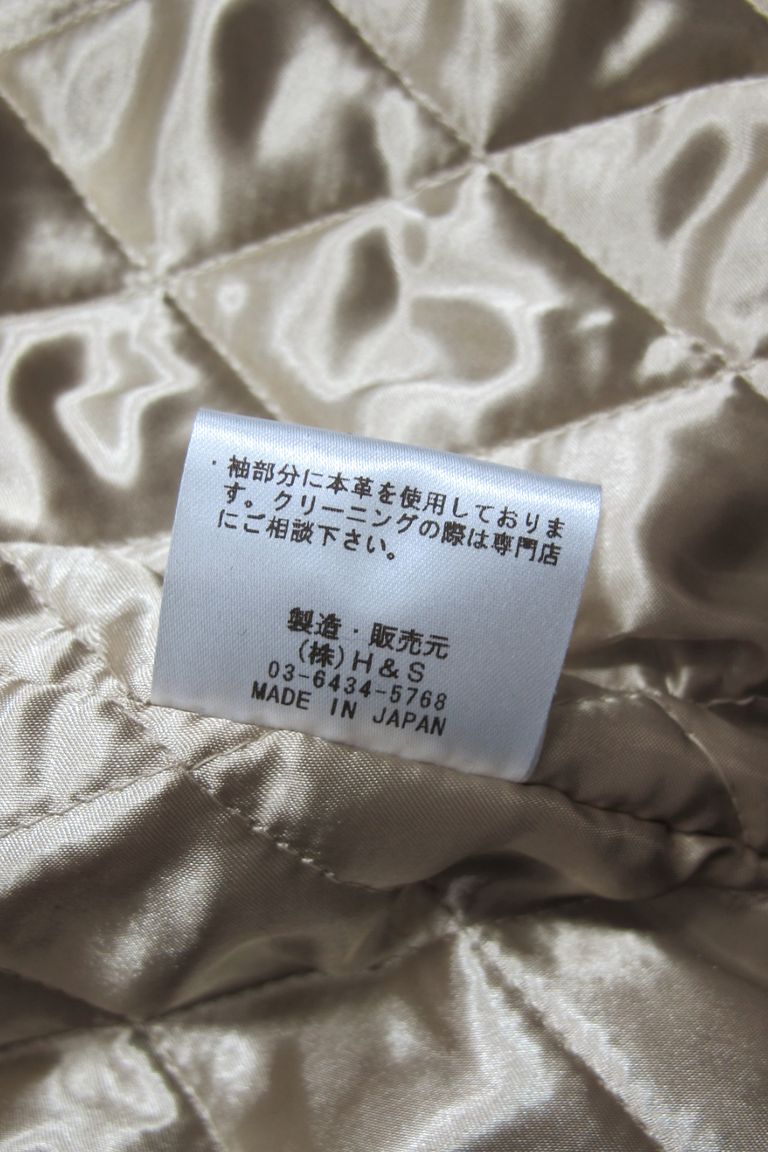 ・袖部分に本革を使用しておりま
す。クリーニングの際は専門店
にご相談下さい。
製造・販売元
(株)H&S
03-6434-5768
MADE IN JAPAN